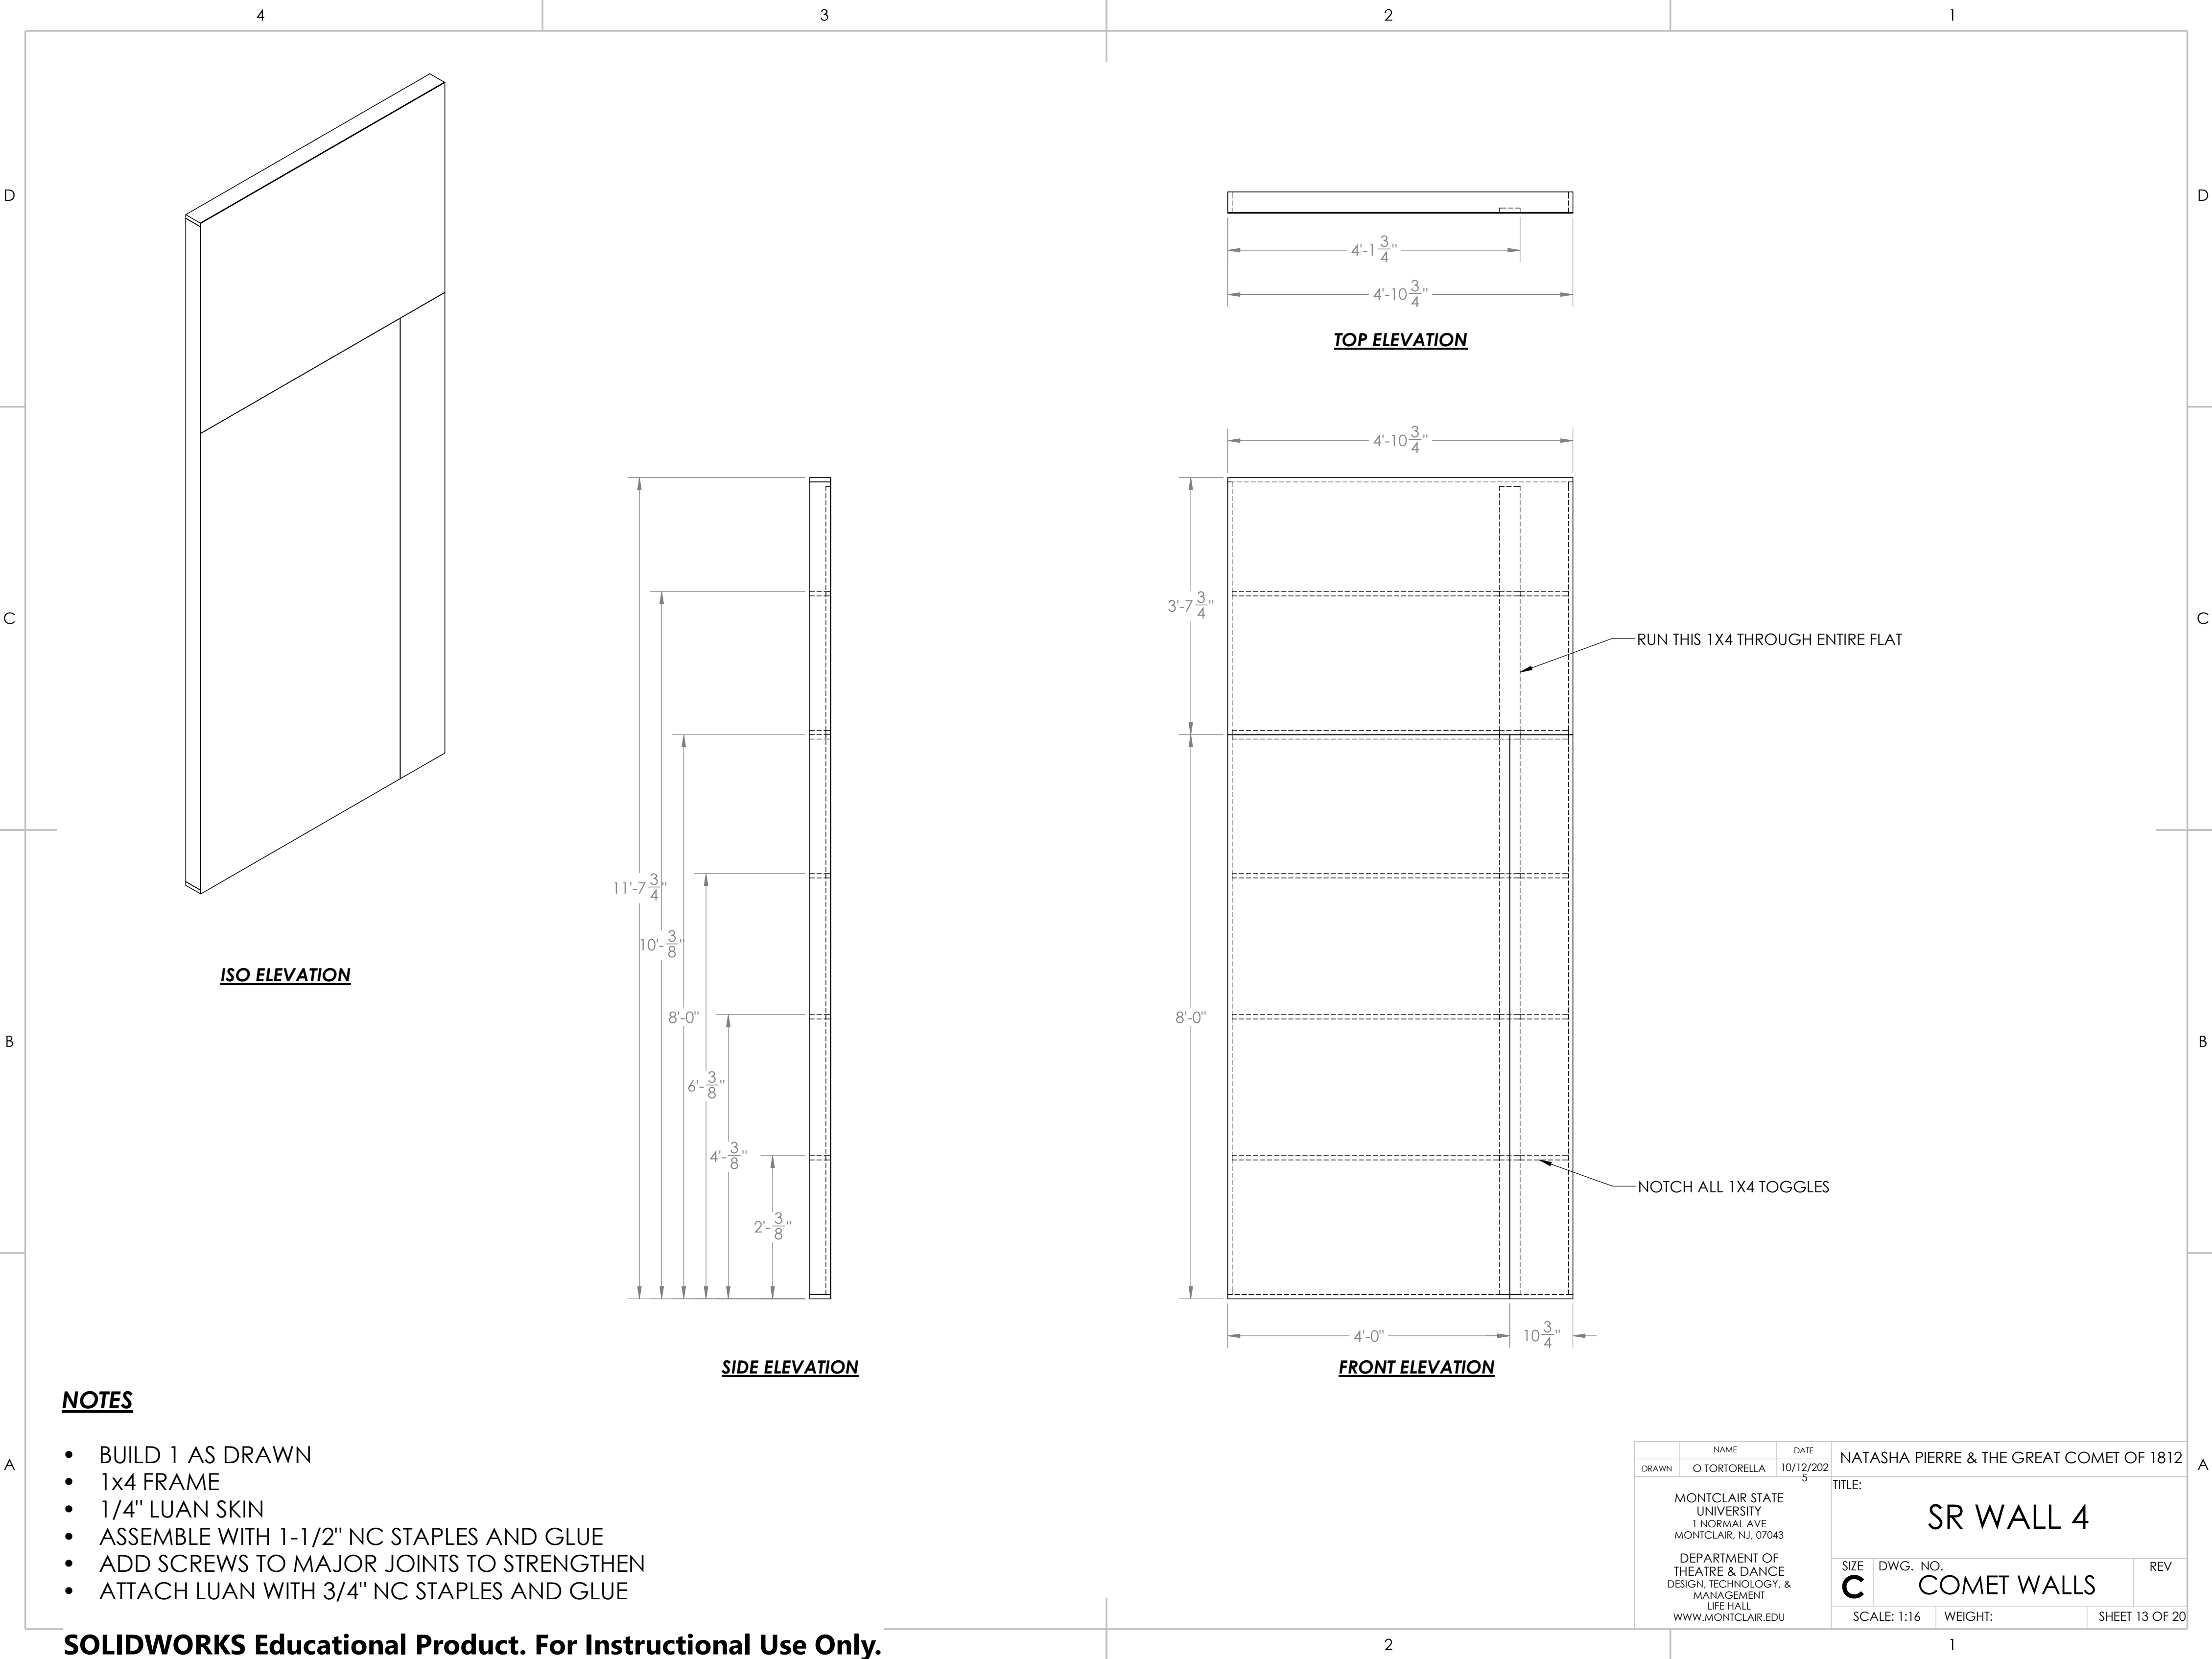 4 3 2 1
D D
4'-1 3/4"
4'-10 3/4"
TOP ELEVATION
4'-10 3/4"
3'-7 3/4"
C C
RUN THIS 1X4 THROUGH ENTIRE FLAT
11'-7 3/4"
10'-3/8"
ISO ELEVATION
8'-0"
8'-0"
B B
6'-3/8"
4'-3/8"
NOTCH ALL 1X4 TOGGLES
2'-3/8"
4'-0"
10 3/4"
SIDE ELEVATION
FRONT ELEVATION
NOTES
• BUILD 1 AS DRAWN
• 1x4 FRAME
• 1/4" LUAN SKIN
• ASSEMBLE WITH 1-1/2" NC STAPLES AND GLUE
• ADD SCREWS TO MAJOR JOINTS TO STRENGTHEN
• ATTACH LUAN WITH 3/4" NC STAPLES AND GLUE
A A
NAME DATE
DRAWN O TORTORELLA 10/12/202
5
MONTCLAIR STATE
UNIVERSITY
1 NORMAL AVE
MONTCLAIR, NJ, 07043
DEPARTMENT OF
THEATRE & DANCE
DESIGN, TECHNOLOGY, &
MANAGEMENT
LIFE HALL
WWW.MONTCLAIR.EDU
NATASHA PIERRE & THE GREAT COMET OF 1812
TITLE:
SR WALL 4
SIZE DWG. NO. REV
C COMET WALLS
SCALE: 1:16 WEIGHT: SHEET 13 OF 20
SOLIDWORKS Educational Product. For Instructional Use Only.
2 1